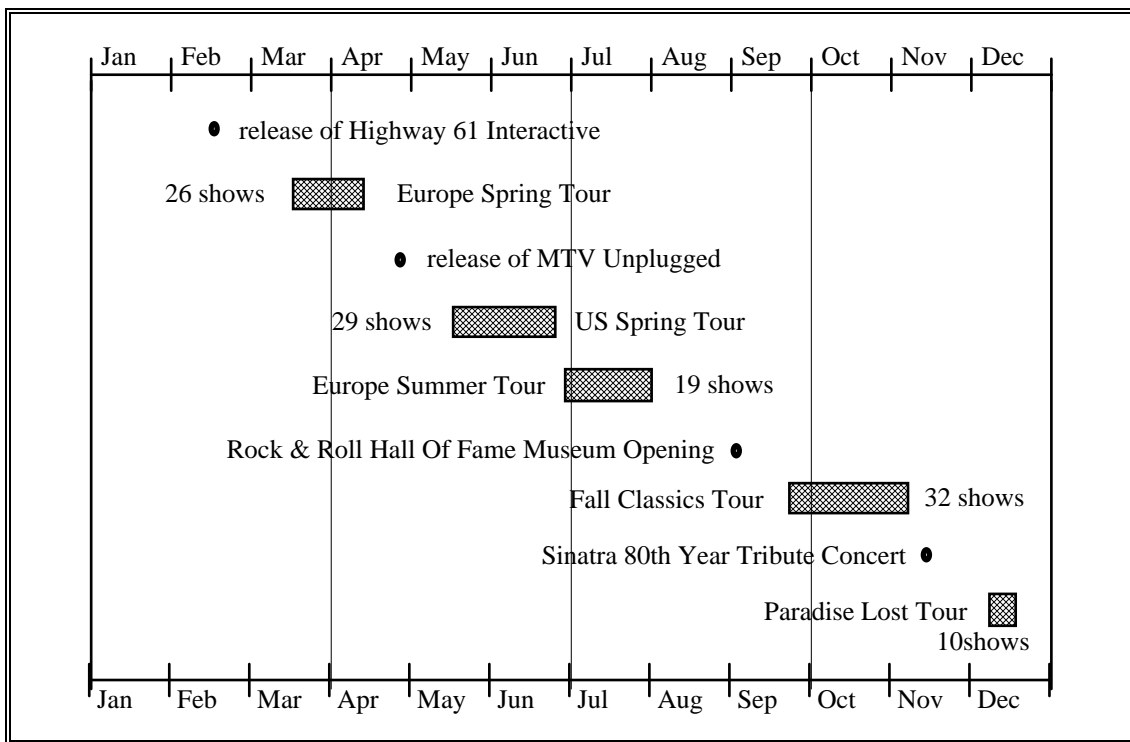 Jan Feb Mar Apr May Jun Jul Aug Sep Oct Nov Dec
release of Highway 61 Interactive
26 shows Europe Spring Tour
release of MTV Unplugged
29 shows US Spring Tour
Europe Summer Tour 19 shows
Rock & Roll Hall Of Fame Museum Opening
Fall Classics Tour 32 shows
Sinatra 80th Year Tribute Concert
Paradise Lost Tour
10shows
Jan Feb Mar Apr May Jun Jul Aug Sep Oct Nov Dec